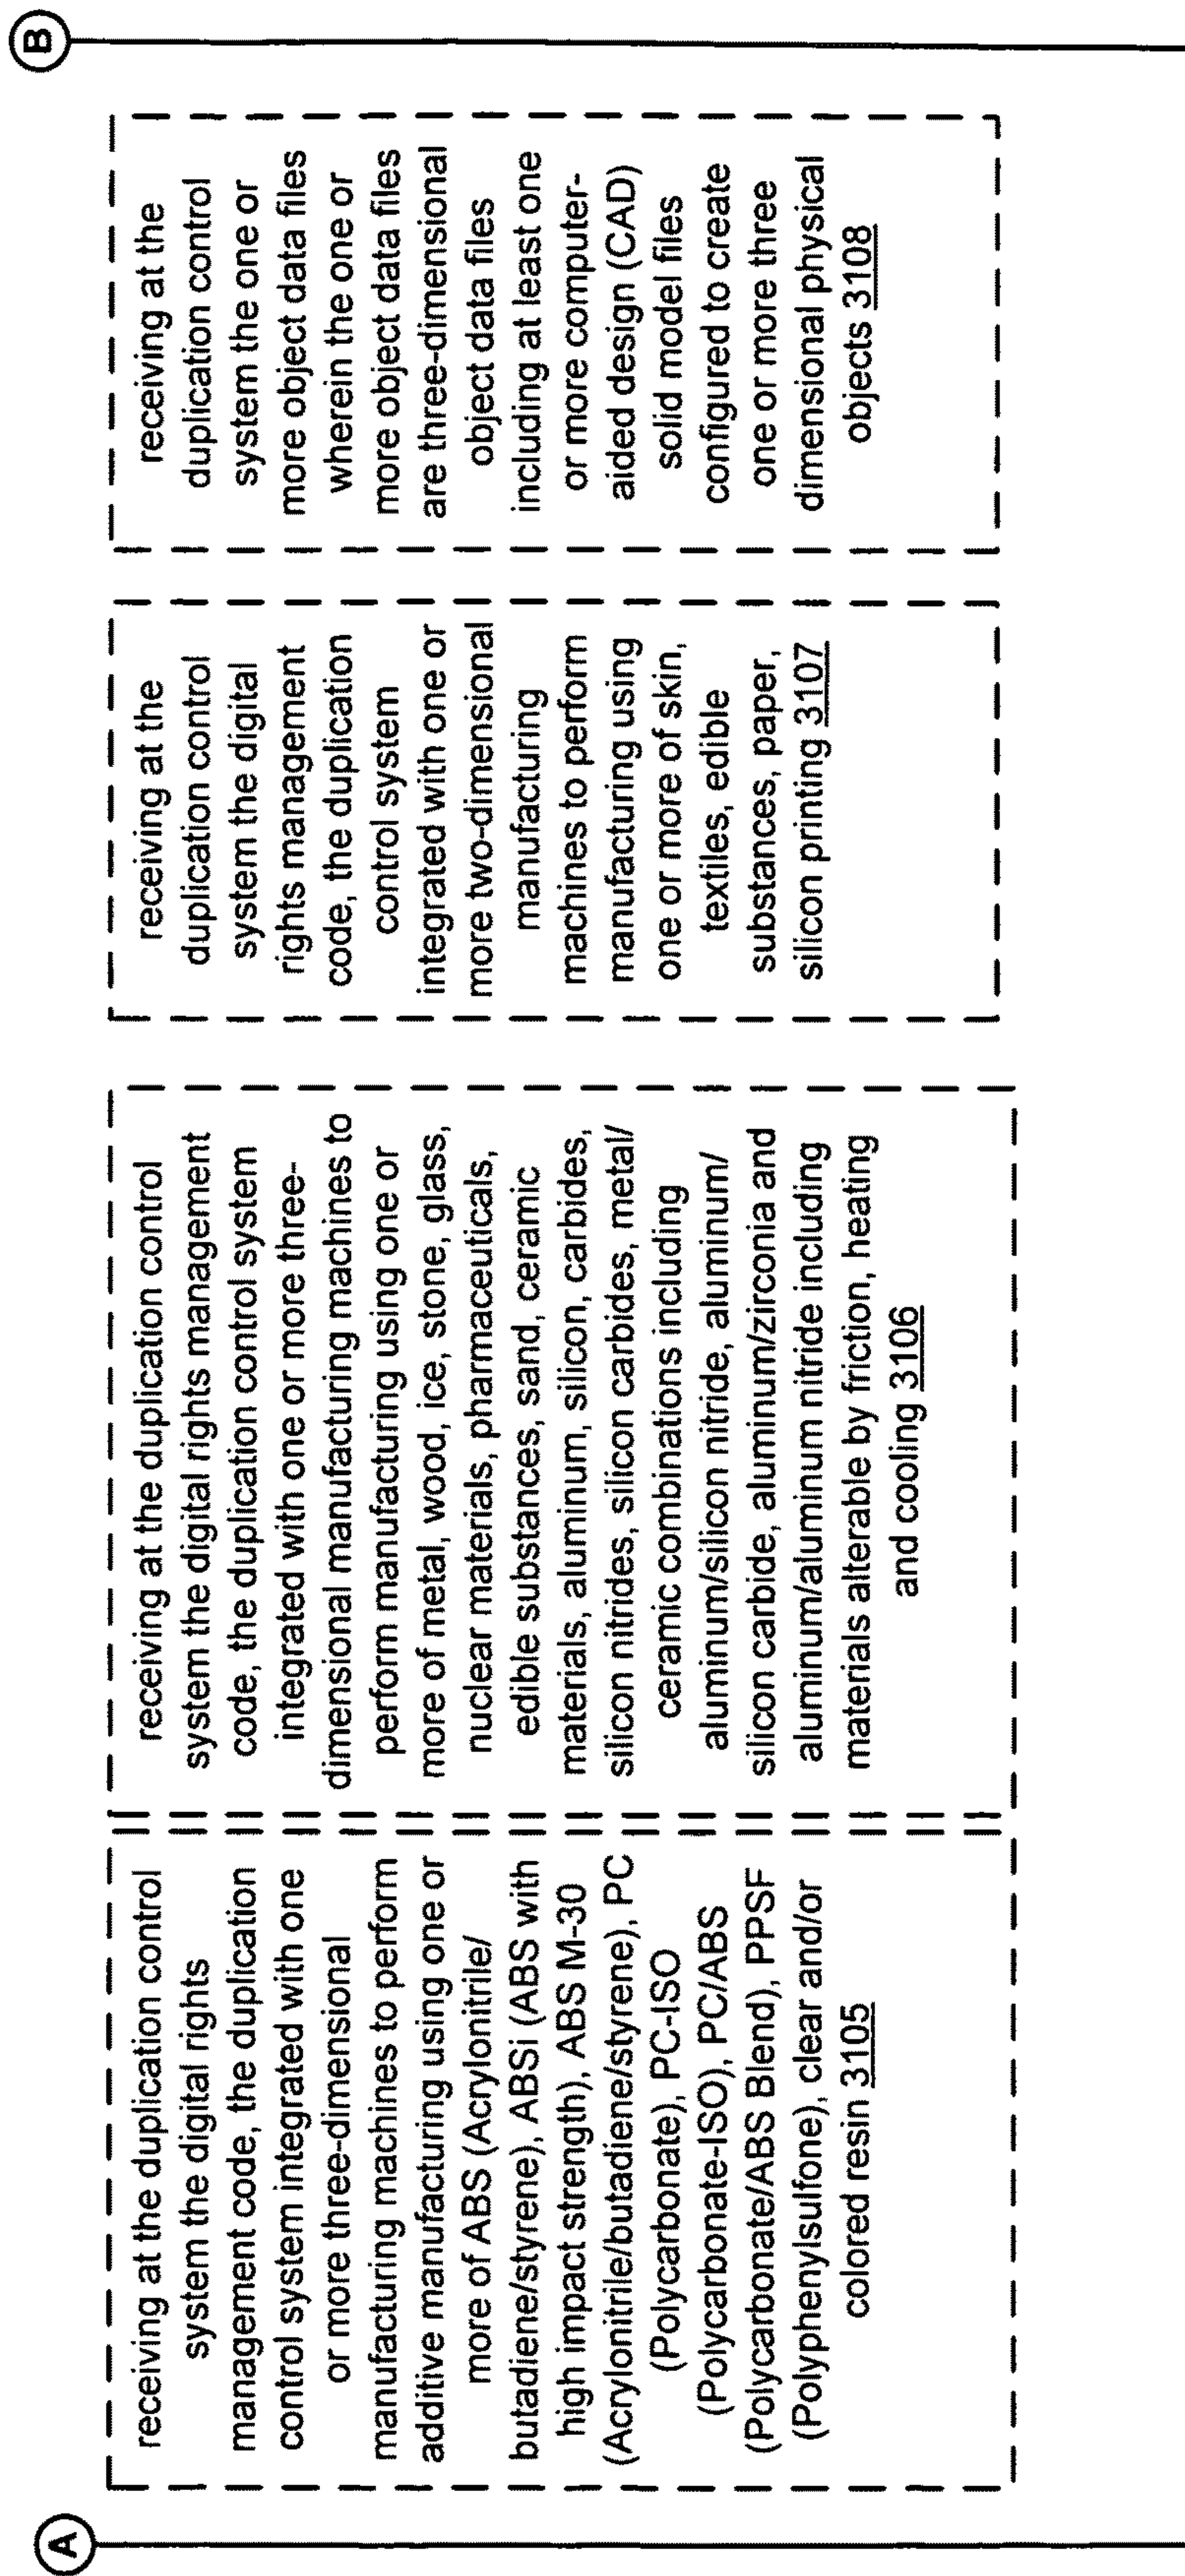 A
receiving at the duplication control
system the digital rights
management code, the duplication
control system integrated with one
or more three-dimensional
manufacturing machines to perform
additive manufacturing using one or
more of ABS (Acrylonitrile/
butadiene/styrene), ABSi (ABS with
high impact strength), ABS M-30
(Acrylonitrile/butadiene/styrene), PC
(Polycarbonate), PC-ISO
(Polycarbonate-ISO), PC/ABS
(Polycarbonate/ABS Blend), PPSF
(Polyphenylsulfone), clear and/or
colored resin 3105
receiving at the duplication control
system the digital rights management
code, the duplication control system
integrated with one or more three-
dimensional manufacturing machines to
perform manufacturing using one or
more of metal, wood, ice, stone, glass,
nuclear materials, pharmaceuticals,
edible substances, sand, ceramic
materials, aluminum, silicon, carbides,
silicon nitrides, silicon carbides, metal/
ceramic combinations including
aluminum/silicon nitride, aluminum/
silicon carbide, aluminum/zirconia and
aluminum/aluminum nitride including
materials alterable by friction, heating
and cooling 3106
receiving at the
duplication control
system the digital
rights management
code, the duplication
control system
integrated with one or
more two-dimensional
manufacturing
machines to perform
manufacturing using
one or more of skin,
textiles, edible
substances, paper,
silicon printing 3107
receiving at the
duplication control
system the one or
more object data files
wherein the one or
more object data files
are three-dimensional
object data files
including at least one
or more computer-
aided design (CAD)
solid model files
configured to create
one or more three
dimensional physical
objects 3108
B